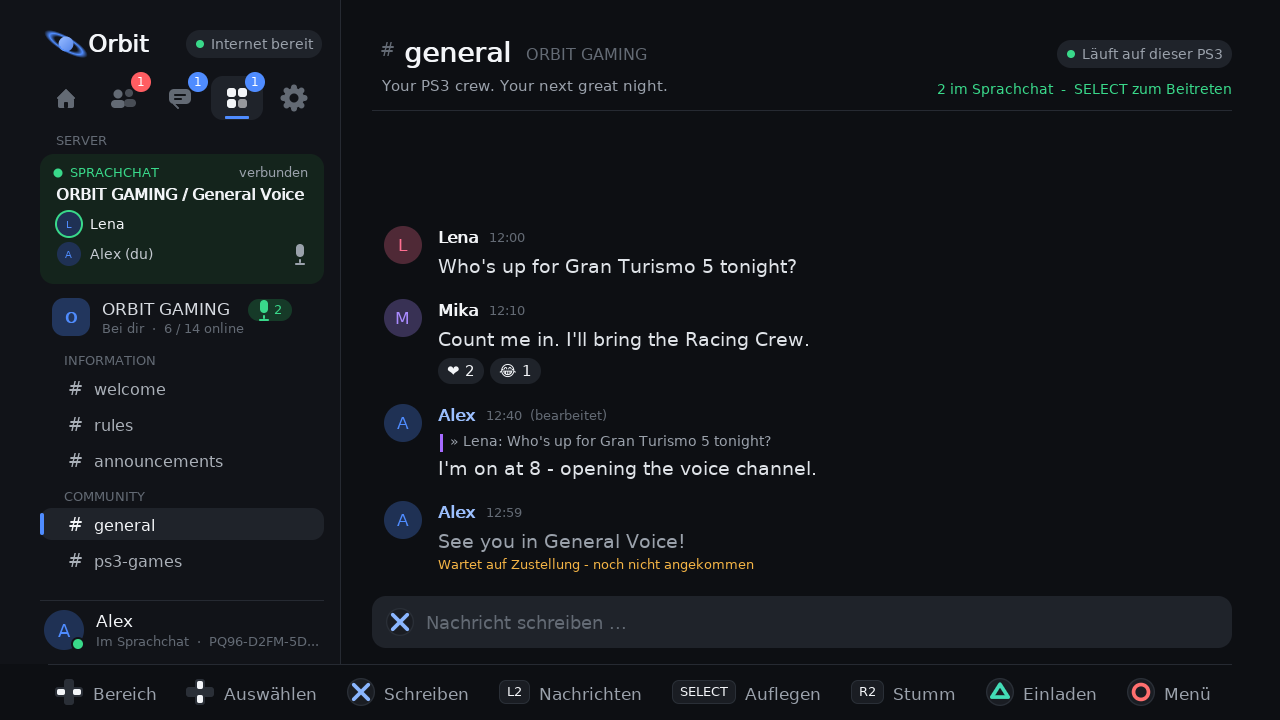 Orbit
Internet bereit
1
1
1
SERVER
SPRACHCHAT
verbunden
ORBIT GAMING / General Voice
L
Lena
A
Alex (du)
O
ORBIT GAMING
2
Bei dir · 6 / 14 online
INFORMATION
# welcome
# rules
# announcements
COMMUNITY
# general
# ps3-games
A
Alex
Im Sprachchat · PQ96-D2FM-5D...
# general ORBIT GAMING
Läuft auf dieser PS3
Your PS3 crew. Your next great night.
2 im Sprachchat - SELECT zum Beitreten
L
Lena 12:00
Who's up for Gran Turismo 5 tonight?
M
Mika 12:10
Count me in. I'll bring the Racing Crew.
❤ 2 😂 1
A
Alex 12:40 (bearbeitet)
» Lena: Who's up for Gran Turismo 5 tonight?
I'm on at 8 - opening the voice channel.
A
Alex 12:59
See you in General Voice!
Wartet auf Zustellung - noch nicht angekommen
Nachricht schreiben ...
Bereich
Auswählen
Schreiben
L2 Nachrichten
SELECT Auflegen
R2 Stumm
Einladen
Menü